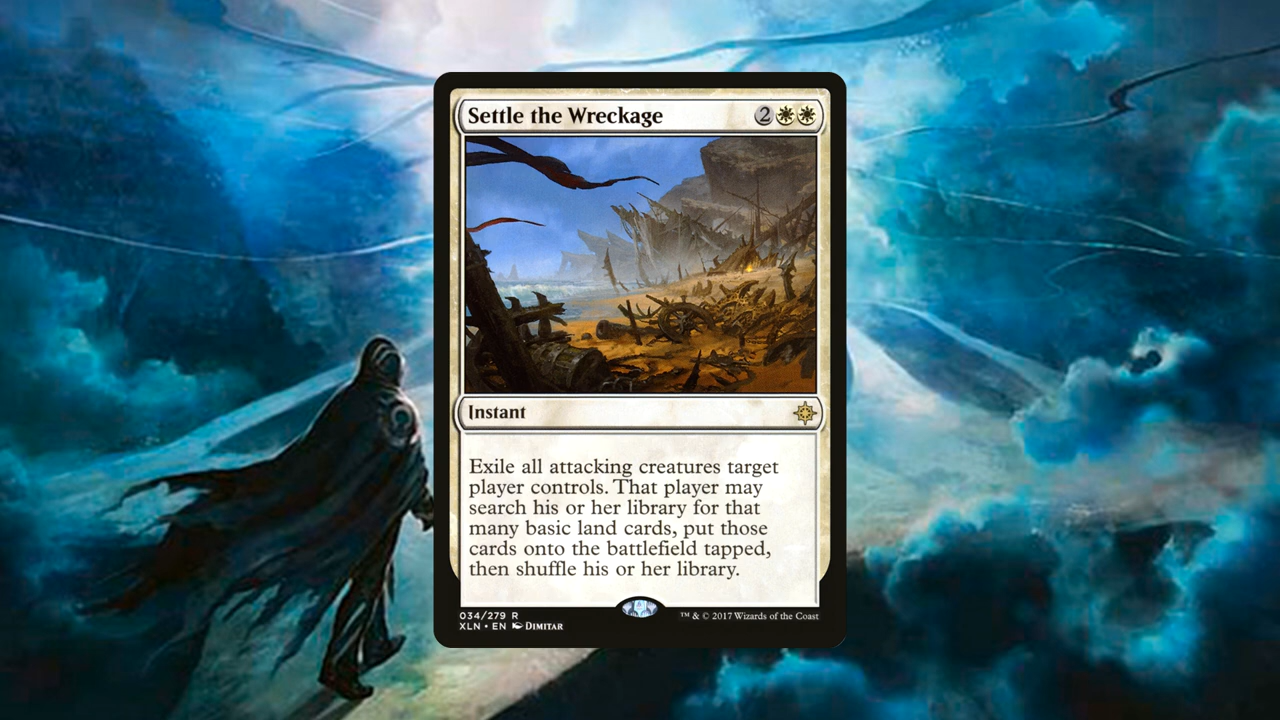 Settle the Wreckage 2
Instant
Exile all attacking creatures target
player controls. That player may
search his or her library for that
many basic land cards, put those
cards onto the battlefield tapped,
then shuffle his or her library.
034/279 R
XLN • EN DIMITAR
™ & © 2017 Wizards of the Coast